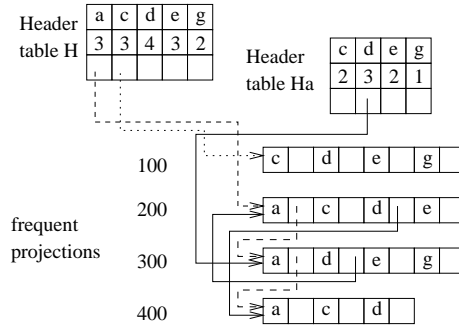 Header
table H
a c d e g
3 3 4 3 2
Header
table Ha
c d e g
2 3 2 1
frequent
projections
100 c d e g
200 a c d e
300 a d e g
400 a c d